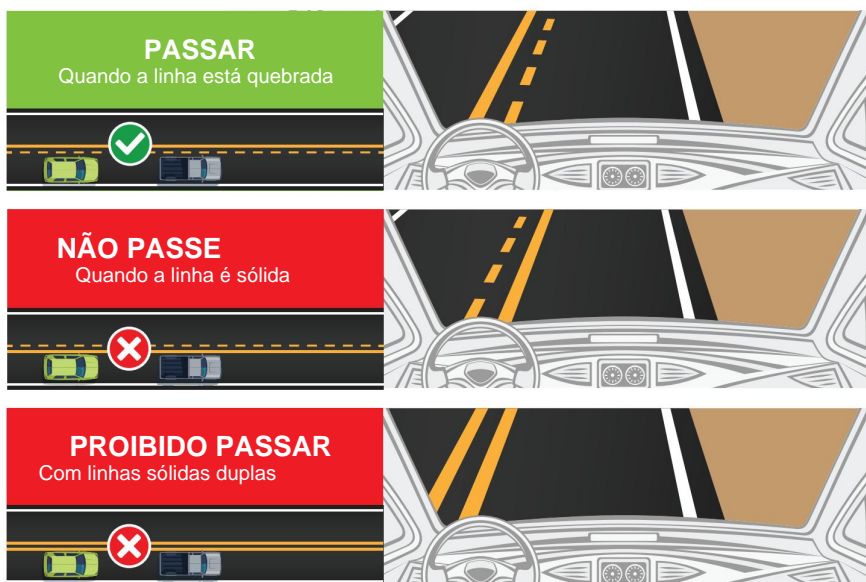 PASSAR
Quando a linha está quebrada
NÃO PASSE
Quando a linha é sólida
PROIBIDO PASSAR
Com linhas sólidas duplas